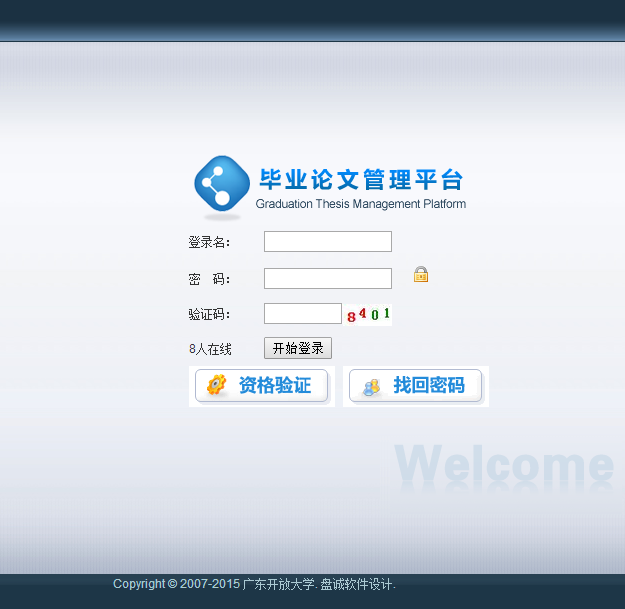 毕业论文管理平台
Graduation Thesis Management Platform
登录名：
密 码：
验证码： 8401
8人在线 开始登录
资格验证 找回密码
Welcome
Copyright © 2007-2015 广东开放大学. 盘诚软件设计.